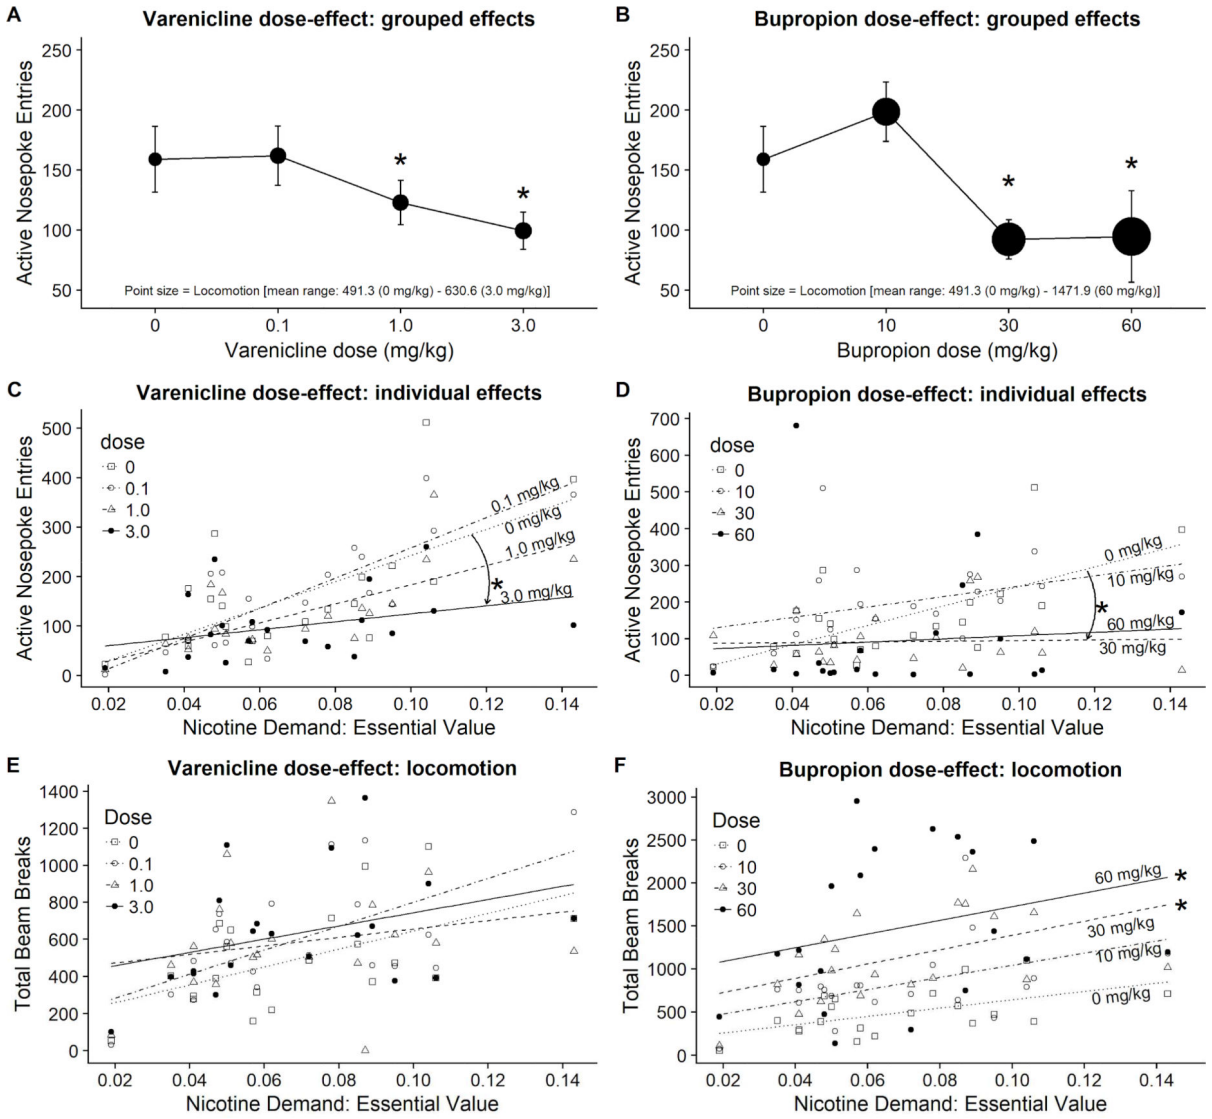 A Varenicline dose-effect: grouped effects
Active Nosepoke Entries
250
200
150
100
50
*
*
Point size = Locomotion [mean range: 491.3 (0 mg/kg) - 630.6 (3.0 mg/kg)]
0 0.1 1.0 3.0
Varenicline dose (mg/kg)
B Bupropion dose-effect: grouped effects
Active Nosepoke Entries
250
200
150
100
50
*
*
Point size = Locomotion [mean range: 491.3 (0 mg/kg) - 1471.9 (60 mg/kg)]
0 10 30 60
Bupropion dose (mg/kg)
C Varenicline dose-effect: individual effects
Active Nosepoke Entries
500
400
300
200
100
0
dose
0
0.1
1.0
3.0
0.1 mg/kg
0 mg/kg
1.0 mg/kg
*
3.0 mg/kg
0.02 0.04 0.06 0.08 0.10 0.12 0.14
Nicotine Demand: Essential Value
D Bupropion dose-effect: individual effects
Active Nosepoke Entries
700
600
500
400
300
200
100
0
dose
0
10
30
60
0 mg/kg
10 mg/kg
*
60 mg/kg
30 mg/kg
0.02 0.04 0.06 0.08 0.10 0.12 0.14
Nicotine Demand: Essential Value
E Varenicline dose-effect: locomotion
Total Beam Breaks
1400
1200
1000
800
600
400
200
0
Dose
0
0.1
1.0
3.0
0.02 0.04 0.06 0.08 0.10 0.12 0.14
Nicotine Demand: Essential Value
F Bupropion dose-effect: locomotion
Total Beam Breaks
3000
2500
2000
1500
1000
500
0
Dose
0
10
30
60
60 mg/kg *
*
30 mg/kg
10 mg/kg
0 mg/kg
0.02 0.04 0.06 0.08 0.10 0.12 0.14
Nicotine Demand: Essential Value